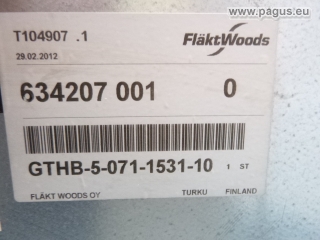 www.pagus.eu
T104907 .1
29.02.2012
FläktWoods
634207 001 0
GTHB-5-071-1531-10 1 ST
FLÄKT WOODS OY TURKU FINLAND